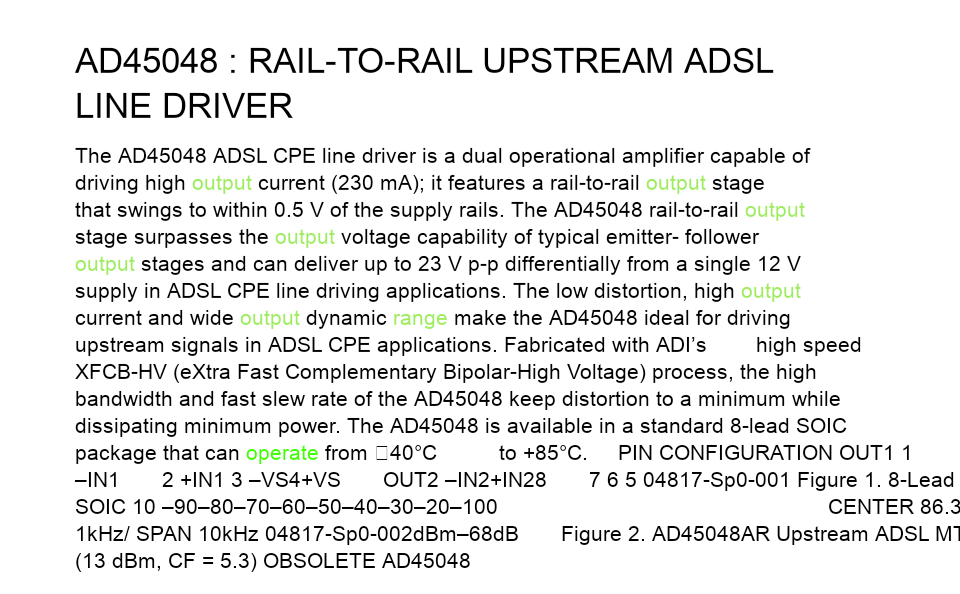 AD45048 : RAIL-TO-RAIL UPSTREAM ADSL
LINE DRIVER
The AD45048 ADSL CPE line driver is a dual operational amplifier capable of
driving high output current (230 mA); it features a rail-to-rail output stage
that swings to within 0.5 V of the supply rails. The AD45048 rail-to-rail output
stage surpasses the output voltage capability of typical emitter- follower
output stages and can deliver up to 23 V p-p differentially from a single 12 V
supply in ADSL CPE line driving applications. The low distortion, high output
current and wide output dynamic range make the AD45048 ideal for driving
upstream signals in ADSL CPE applications. Fabricated with ADI’s high speed
XFCB-HV (eXtra Fast Complementary Bipolar-High Voltage) process, the high
bandwidth and fast slew rate of the AD45048 keep distortion to a minimum while
dissipating minimum power. The AD45048 is available in a standard 8-lead SOIC
package that can operate from □40°C to +85°C. PIN CONFIGURATION OUT1 1
–IN1 2 +IN1 3 –VS4+VS OUT2 –IN2+IN28 7 6 5 04817-Sp0-001 Figure 1. 8-Lead
SOIC 10 –90–80–70–60–50–40–30–20–100 CENTER 86.3
1kHz/ SPAN 10kHz 04817-Sp0-002dBm–68dB Figure 2. AD45048AR Upstream ADSL MT
(13 dBm, CF = 5.3) OBSOLETE AD45048